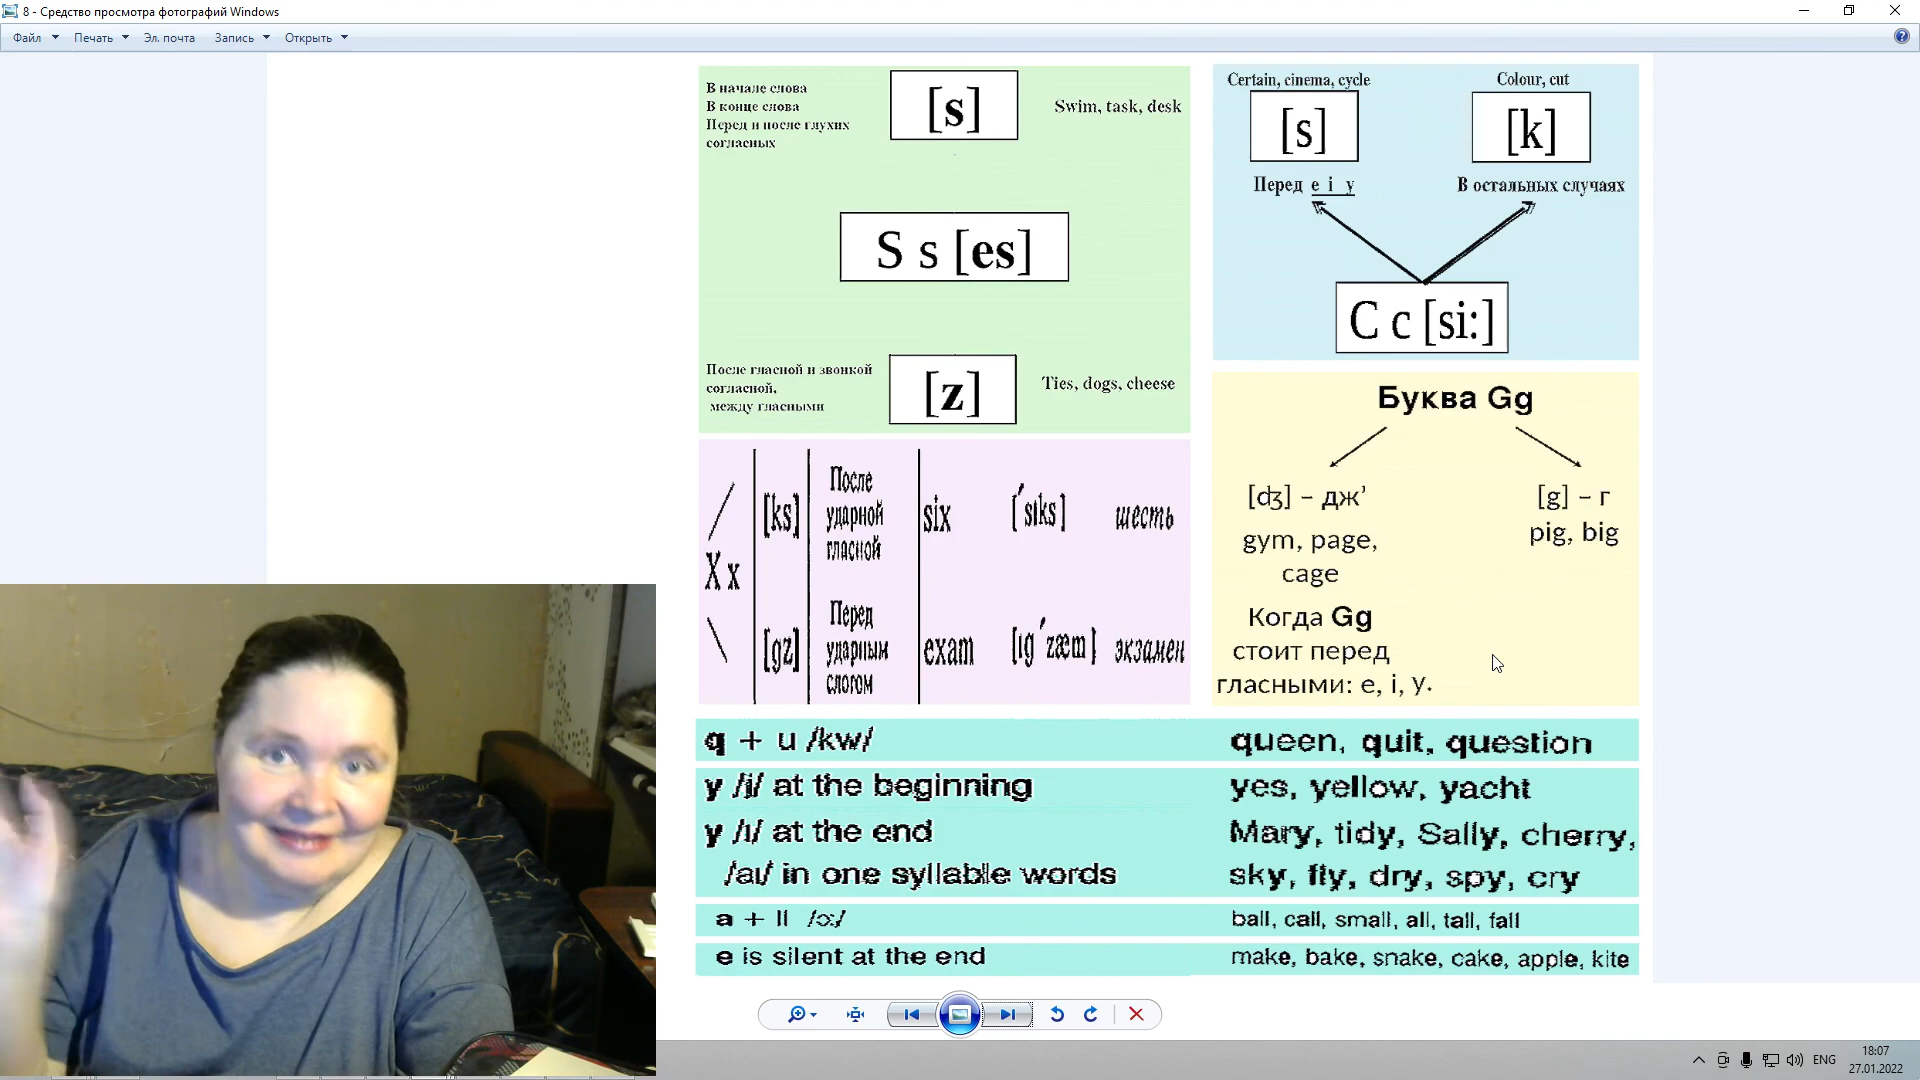 8 - Средство просмотра фотографий Windows
Файл Печать Эл. почта Запись Открыть
В начале слова
В конце слова
Перед и после глухих
согласных
[s]
Swim, task, desk
S s [es]
После гласной и звонкой
согласной,
между гласными
[z]
Ties, dogs, cheese
Certain, cinema, cycle
Colour, cut
[s]
[k]
Перед e i y
В остальных случаях
C c [si:]
X x
[ks]
После
ударной
гласной
six
[ˊsıks]
шесть
[gz]
Перед
ударным
слогом
exam
[ıgˊzæm]
экзамен
Буква Gg
[ʤ] – дж’
gym, page,
cage
Когда Gg
стоит перед
гласными: e, i, y.
[g] – г
pig, big
q + u /kw/ queen, quit, question
y /j/ at the beginning yes, yellow, yacht
y /ı/ at the end Mary, tidy, Sally, cherry,
/aı/ in one syllable words sky, fly, dry, spy, cry
a + ll /ɔ:/ ball, call, small, all, tall, fall
e is silent at the end make, bake, snake, cake, apple, kite
ENG
18:07
27.01.2022